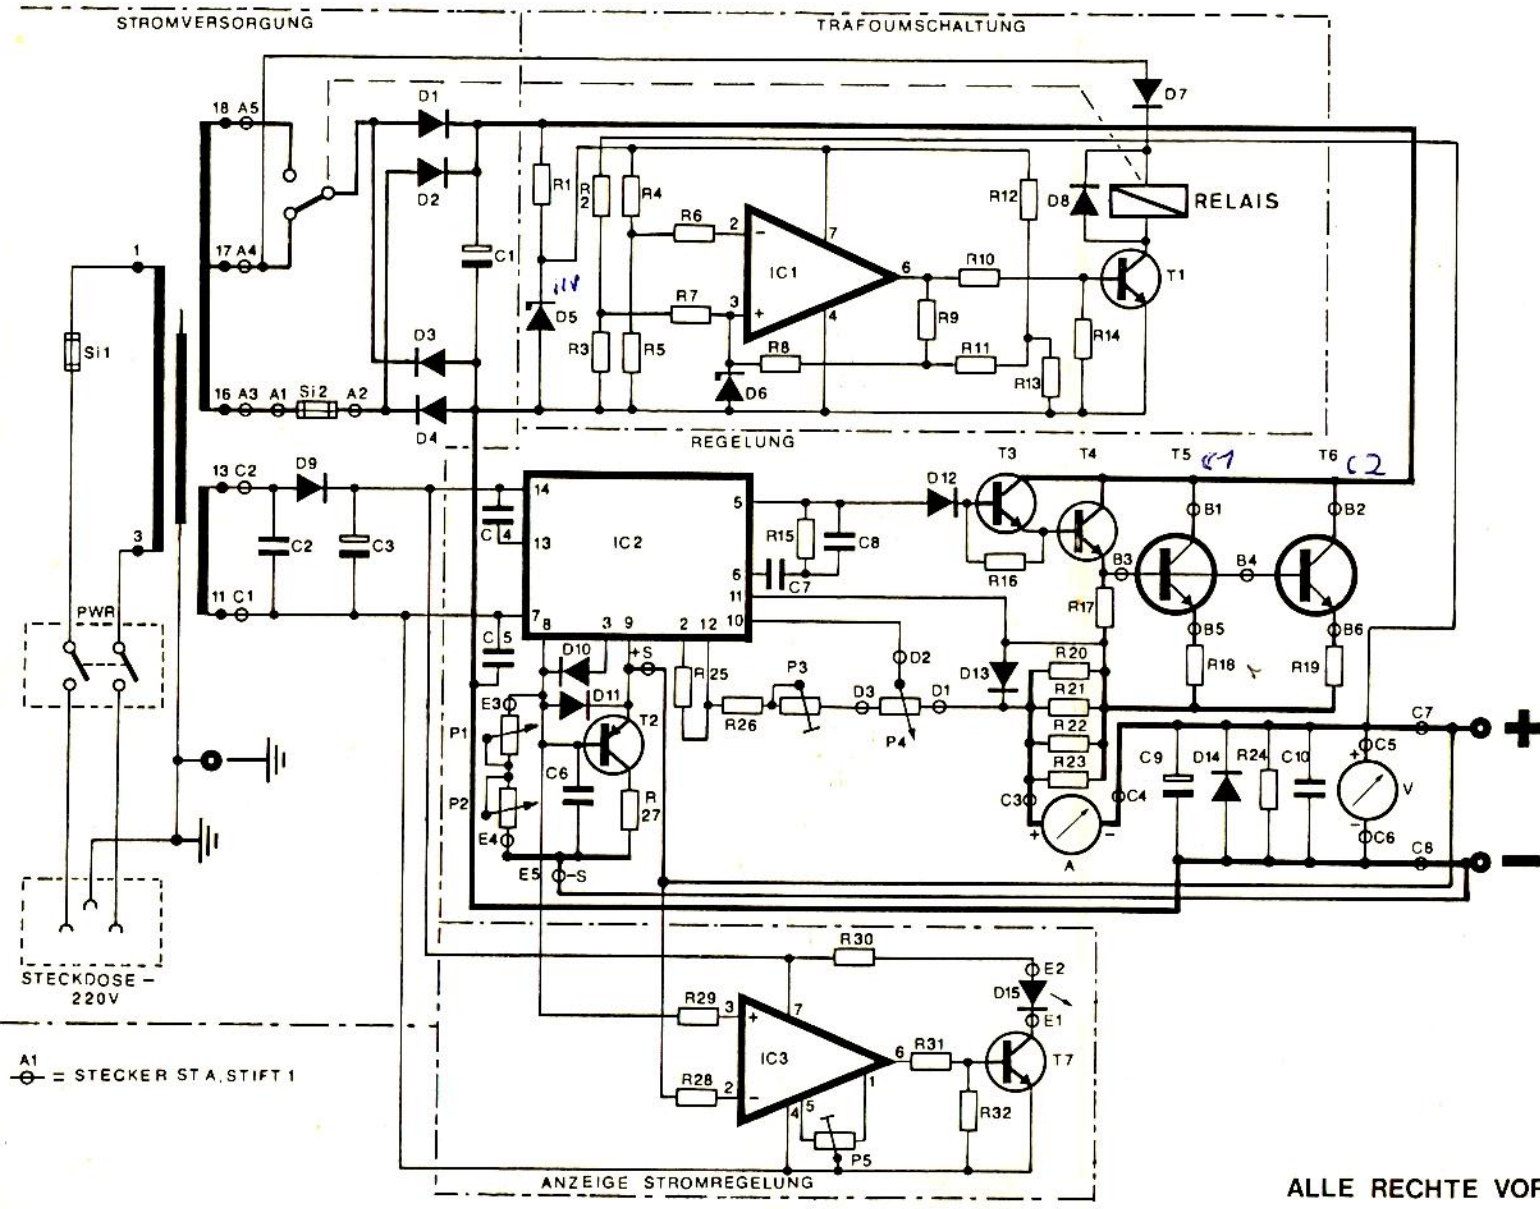 STROMVERSORGUNG
TRAFOUMSCHALTUNG
18 A5
D1
D7
D2
R1
R2
R4
R12
D8
RELAIS
R6
2
−
7
17 A4
C1
IC1
6
R10
T1
1
D5
R7
3
+
4
R9
R14
Si1
D3
R3
R5
R8
R11
R13
D6
16 A3 A1 Si2 A2
D4
REGELUNG
13 C2
D9
T3
T4
T5
T6
C2
D12
14
5
B1
B2
C4
13
IC2
R15
C8
C2
C3
6
C7
R16
B3
B4
11 C1
11
R17
PWR
7
8
3
9
2
12
10
C5
D10
+S
R25
D2
D13
R20
B5
R18
B6
R19
E3
D11
P3
R21
P1
T2
R26
D3
D1
P4
R22
C7
+
C6
R23
C9
D14
R24
C10
+
C5
V
P2
R27
C3
C4
E4
+
−
−
C6
A
C8
−
E5
−S
STECKDOSE −
220V
R30
E2
D15
R29
3
+
7
E1
A1
= STECKER ST A, STIFT 1
IC3
6
R31
T7
R28
2
−
1
4
5
R32
P5
ANZEIGE STROMREGELUNG
ALLE RECHTE VOR